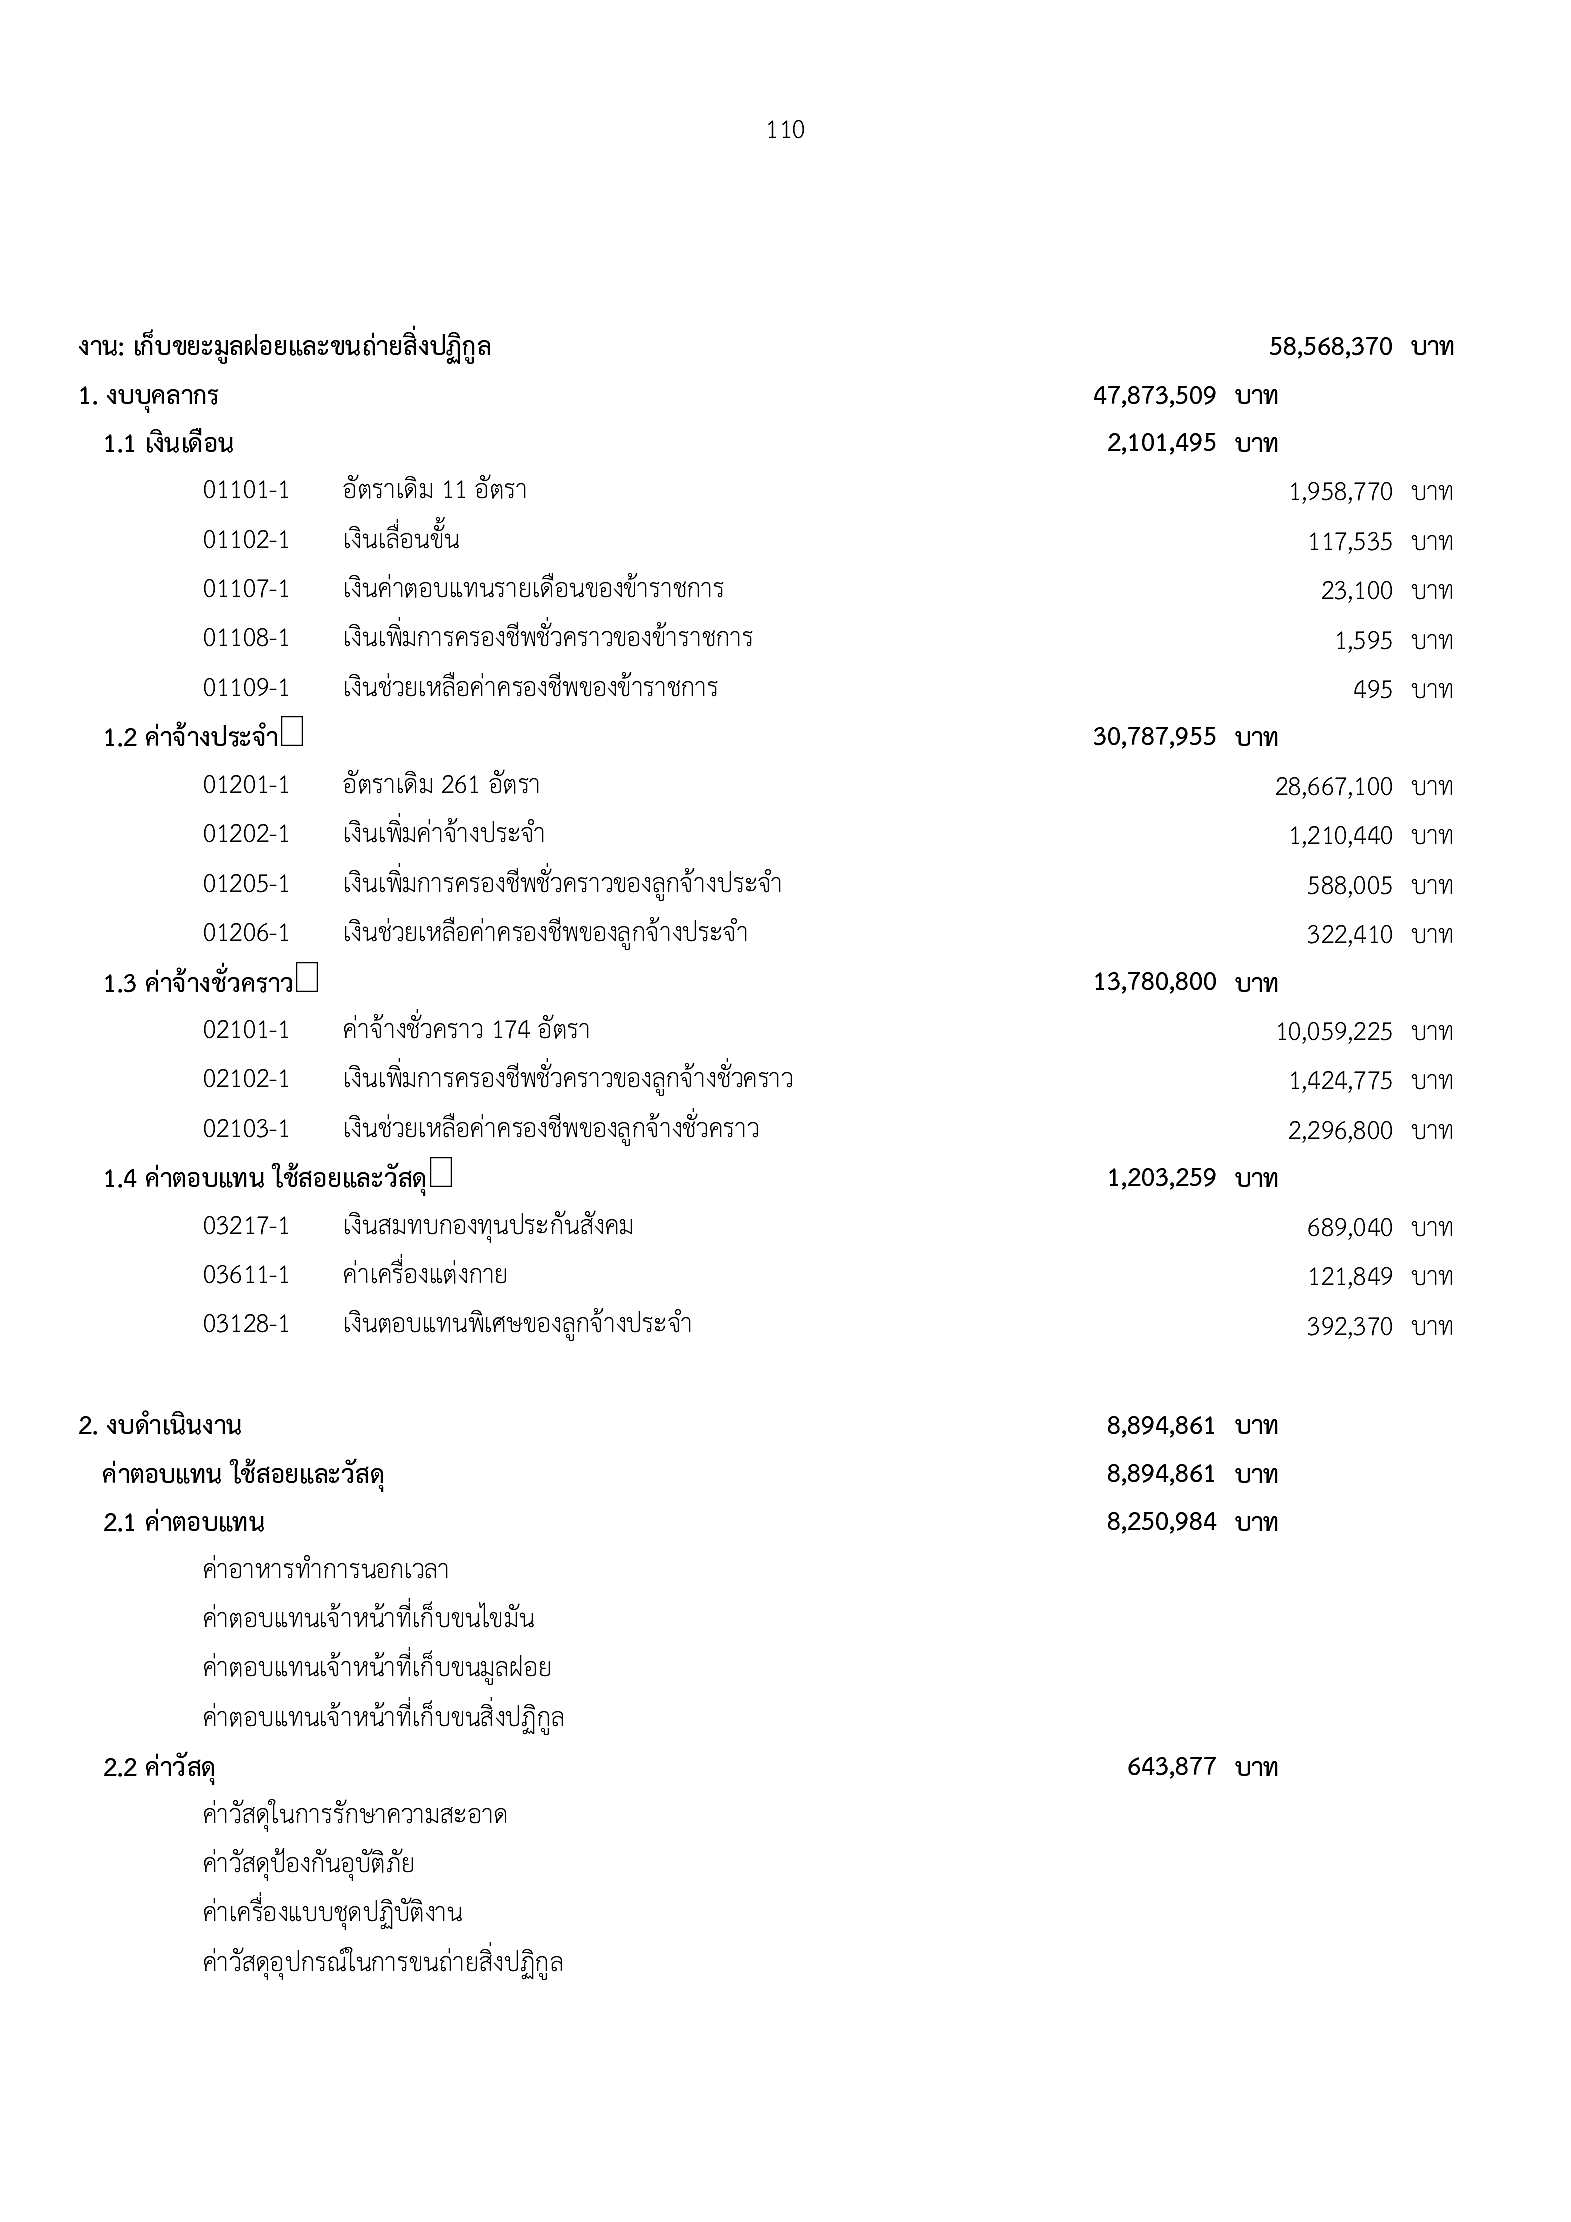 110
งาน: เก็บขยะมูลฝอยและขนถ่ายสิ่งปฏิกูล 58,568,370 บาท
1. งบบุคลากร 47,873,509 บาท
1.1 เงินเดือน 2,101,495 บาท
01101-1 อัตราเดิม 11 อัตรา 1,958,770 บาท
01102-1 เงินเลื่อนขั้น 117,535 บาท
01107-1 เงินค่าตอบแทนรายเดือนของข้าราชการ 23,100 บาท
01108-1 เงินเพิ่มการครองชีพชั่วคราวของข้าราชการ 1,595 บาท
01109-1 เงินช่วยเหลือค่าครองชีพของข้าราชการ 495 บาท
1.2 ค่าจ้างประจำ 30,787,955 บาท
01201-1 อัตราเดิม 261 อัตรา 28,667,100 บาท
01202-1 เงินเพิ่มค่าจ้างประจำ 1,210,440 บาท
01205-1 เงินเพิ่มการครองชีพชั่วคราวของลูกจ้างประจำ 588,005 บาท
01206-1 เงินช่วยเหลือค่าครองชีพของลูกจ้างประจำ 322,410 บาท
1.3 ค่าจ้างชั่วคราว 13,780,800 บาท
02101-1 ค่าจ้างชั่วคราว 174 อัตรา 10,059,225 บาท
02102-1 เงินเพิ่มการครองชีพชั่วคราวของลูกจ้างชั่วคราว 1,424,775 บาท
02103-1 เงินช่วยเหลือค่าครองชีพของลูกจ้างชั่วคราว 2,296,800 บาท
1.4 ค่าตอบแทน ใช้สอยและวัสดุ 1,203,259 บาท
03217-1 เงินสมทบกองทุนประกันสังคม 689,040 บาท
03611-1 ค่าเครื่องแต่งกาย 121,849 บาท
03128-1 เงินตอบแทนพิเศษของลูกจ้างประจำ 392,370 บาท
2. งบดำเนินงาน 8,894,861 บาท
ค่าตอบแทน ใช้สอยและวัสดุ 8,894,861 บาท
2.1 ค่าตอบแทน 8,250,984 บาท
ค่าอาหารทำการนอกเวลา
ค่าตอบแทนเจ้าหน้าที่เก็บขนไขมัน
ค่าตอบแทนเจ้าหน้าที่เก็บขนมูลฝอย
ค่าตอบแทนเจ้าหน้าที่เก็บขนสิ่งปฏิกูล
2.2 ค่าวัสดุ 643,877 บาท
ค่าวัสดุในการรักษาความสะอาด
ค่าวัสดุป้องกันอุบัติภัย
ค่าเครื่องแบบชุดปฏิบัติงาน
ค่าวัสดุอุปกรณ์ในการขนถ่ายสิ่งปฏิกูล